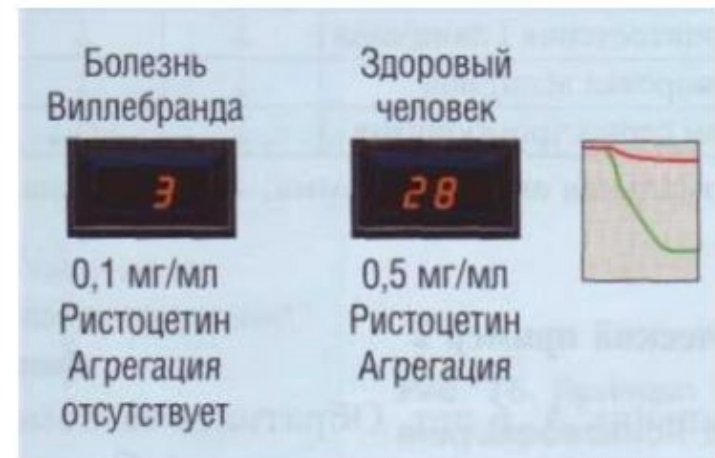 Болезнь
Виллебранда
3
0,1 мг/мл
Ристоцетин
Агрегация
отсутствует
Здоровый
человек
28
0,5 мг/мл
Ристоцетин
Агрегация